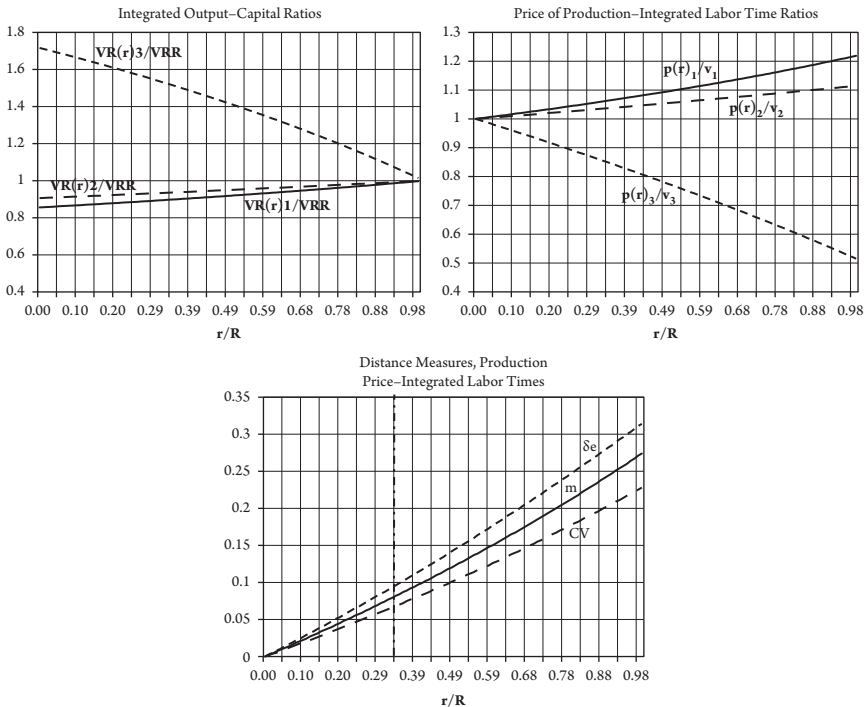 Integrated Output–Capital Ratios
1.8
1.6
1.4
1.2
1
0.8
0.6
0.4
VR(r)3/VRR
VR(r)2/VRR
VR(r)1/VRR
0.00 0.10 0.20 0.29 0.39 0.49 0.59 0.68 0.78 0.88 0.98
r/R
Price of Production–Integrated Labor Time Ratios
1.3
1.2
1.1
1
0.9
0.8
0.7
0.6
0.5
0.4
p(r)1/v1
p(r)2/v2
p(r)3/v3
0.00 0.10 0.20 0.29 0.39 0.49 0.59 0.68 0.78 0.88 0.98
r/R
Distance Measures, Production
Price–Integrated Labor Times
0.35
0.3
0.25
0.2
0.15
0.1
0.05
0
δe
m
CV
0.00 0.10 0.20 0.29 0.39 0.49 0.59 0.68 0.78 0.88 0.98
r/R